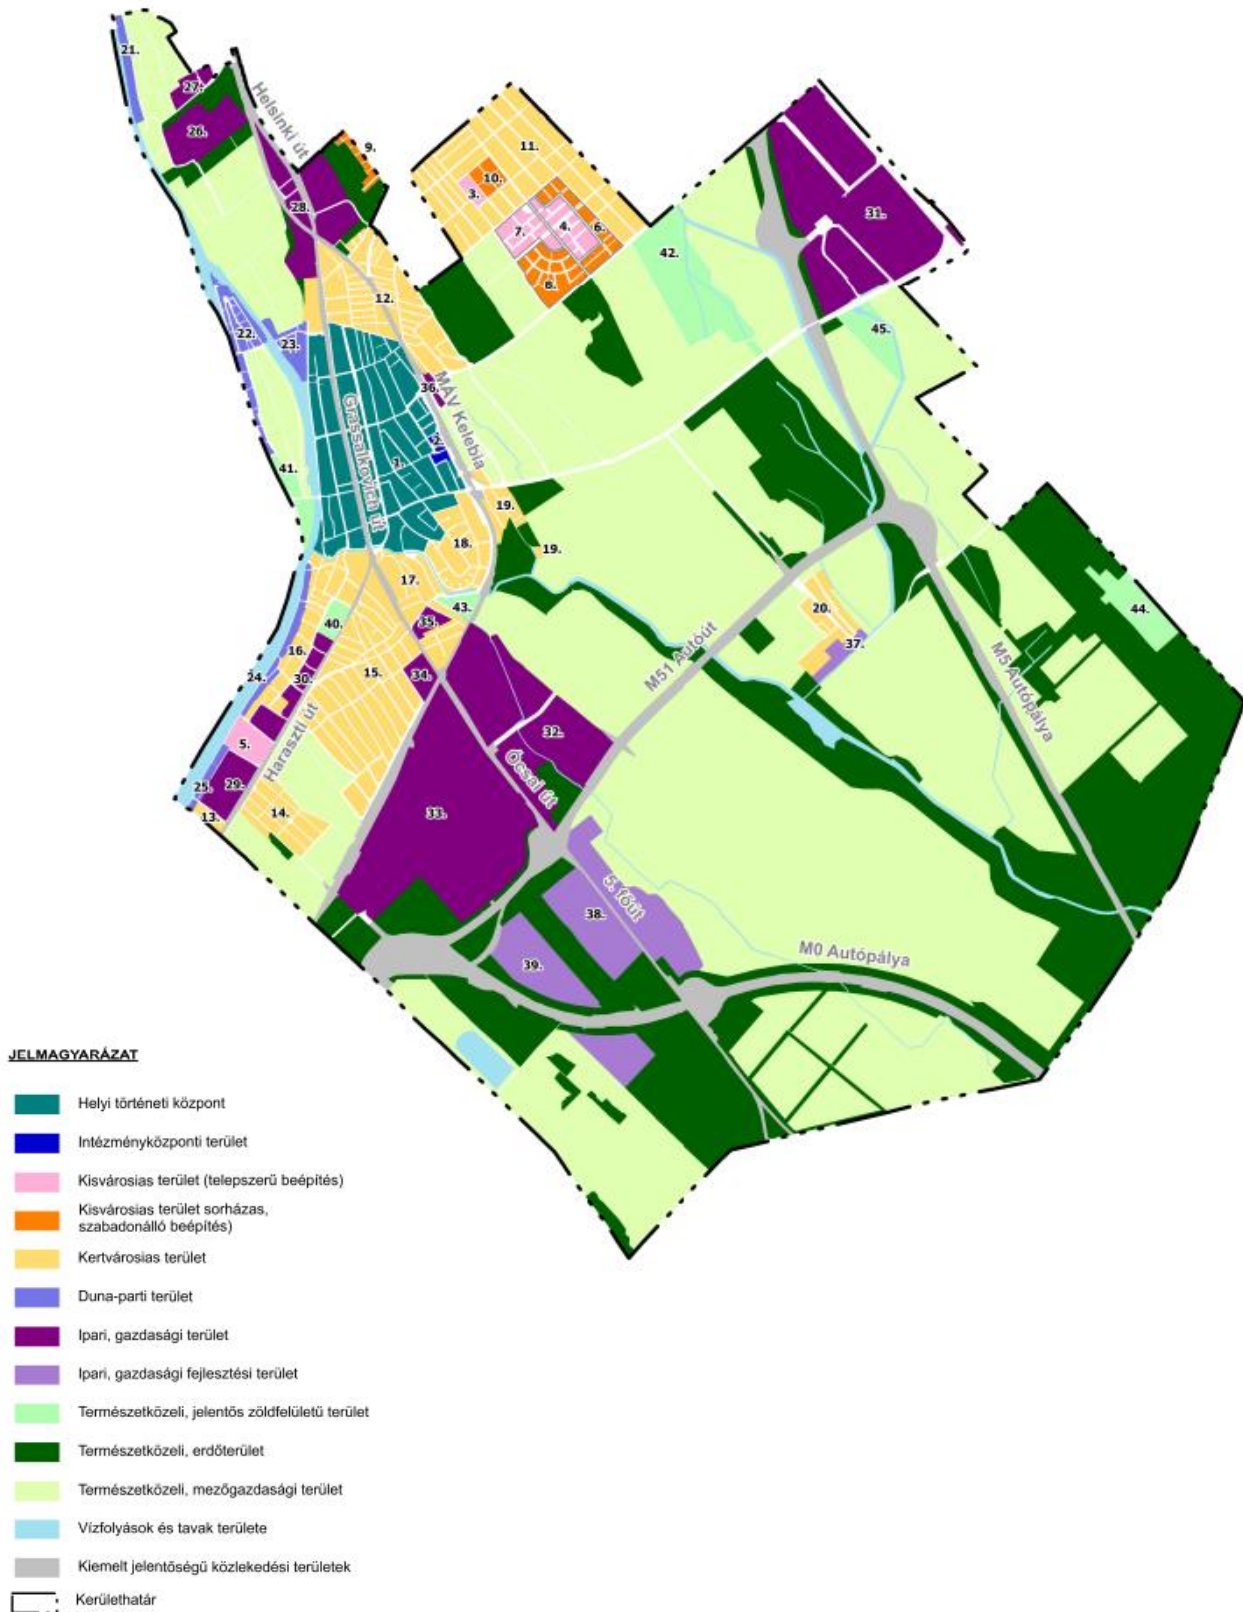 21.
27.
26.
Helsinki út
9.
28.
11.
10.
3.
7.
4.
6.
6.
31.
42.
45.
12.
22.
23.
36.
MÁV Kelebia
Grassalkovich út
2.
1.
41.
19.
18.
19.
17.
43.
40.
35.
20.
37.
44.
16.
15.
34.
24.
30.
M51 Autóút
M5 Autópálya
5.
Haraszti út
32.
Ócsai út
25.
29.
13.
14.
33.
5. főút
38.
39.
M0 Autópálya
JELMAGYARÁZAT
Helyi történeti központ
Intézményközponti terület
Kisvárosias terület (telepszerű beépítés)
Kisvárosias terület sorházas,
szabadonálló beépítés)
Kertvárosias terület
Duna-parti terület
Ipari, gazdasági terület
Ipari, gazdasági fejlesztési terület
Természetközeli, jelentős zöldfelületű terület
Természetközeli, erdőterület
Természetközeli, mezőgazdasági terület
Vízfolyások és tavak területe
Kiemelt jelentőségű közlekedési területek
Kerülethatár